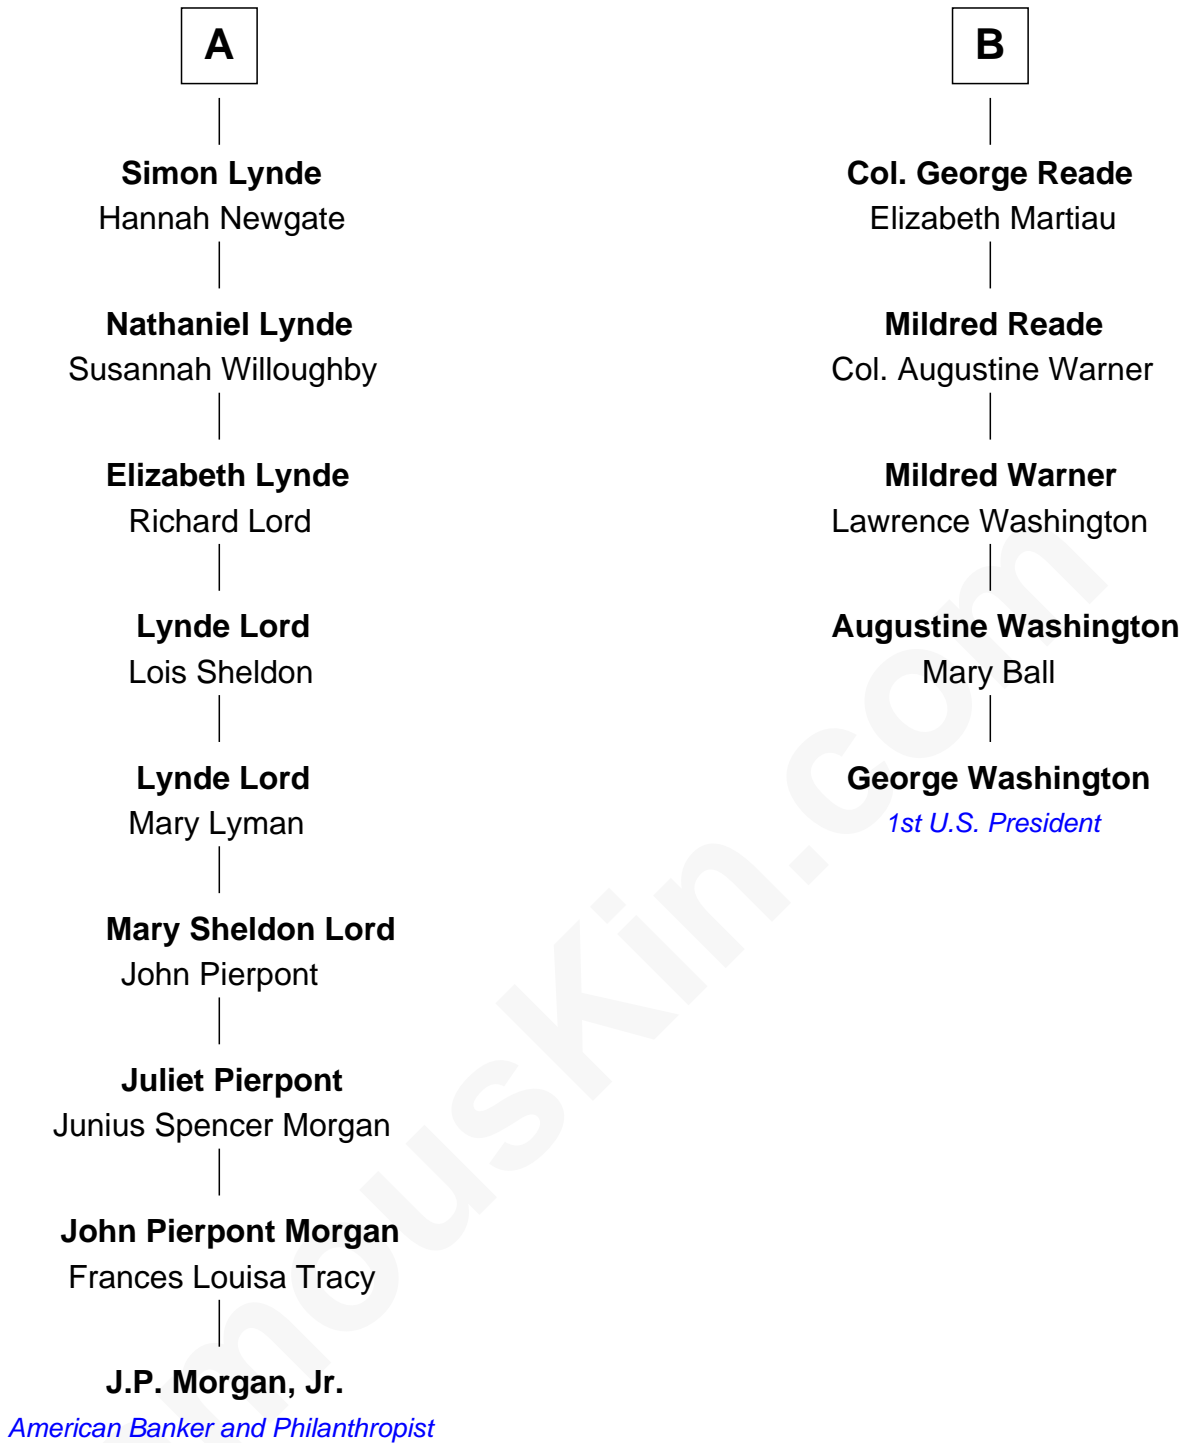 A
Simon Lynde
Hannah Newgate
Nathaniel Lynde
Susannah Willoughby
Elizabeth Lynde
Richard Lord
Lynde Lord
Lois Sheldon
Lynde Lord
Mary Lyman
Mary Sheldon Lord
John Pierpont
Juliet Pierpont
Junius Spencer Morgan
John Pierpont Morgan
Frances Louisa Tracy
J.P. Morgan, Jr.
American Banker and Philanthropist
B
Col. George Reade
Elizabeth Martiau
Mildred Reade
Col. Augustine Warner
Mildred Warner
Lawrence Washington
Augustine Washington
Mary Ball
George Washington
1st U.S. President
mousKin.com